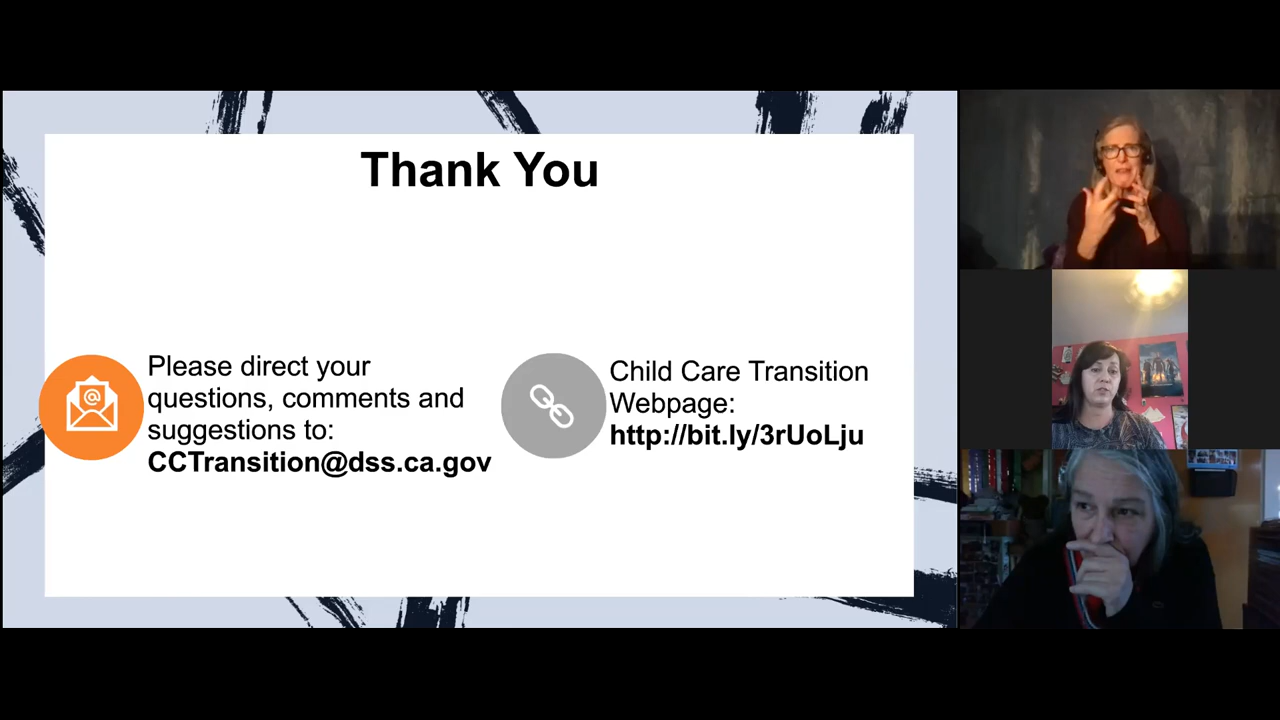 Thank You
Please direct your
questions, comments and
suggestions to:
CCTransition@dss.ca.gov
Child Care Transition
Webpage:
http://bit.ly/3rUoLju